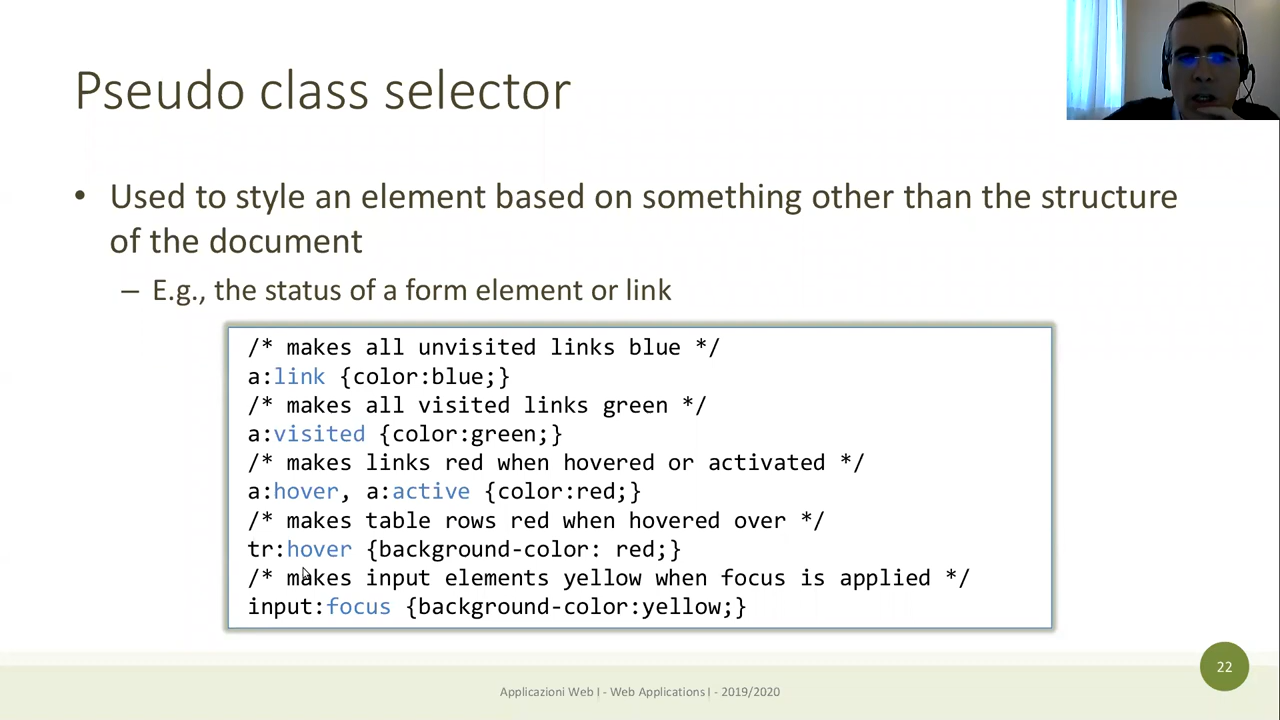 Pseudo class selector
• Used to style an element based on something other than the structure
of the document
– E.g., the status of a form element or link
/* makes all unvisited links blue */
a:link {color:blue;}
/* makes all visited links green */
a:visited {color:green;}
/* makes links red when hovered or activated */
a:hover, a:active {color:red;}
/* makes table rows red when hovered over */
tr:hover {background-color: red;}
/* makes input elements yellow when focus is applied */
input:focus {background-color:yellow;}
22
Applicazioni Web I - Web Applications I - 2019/2020